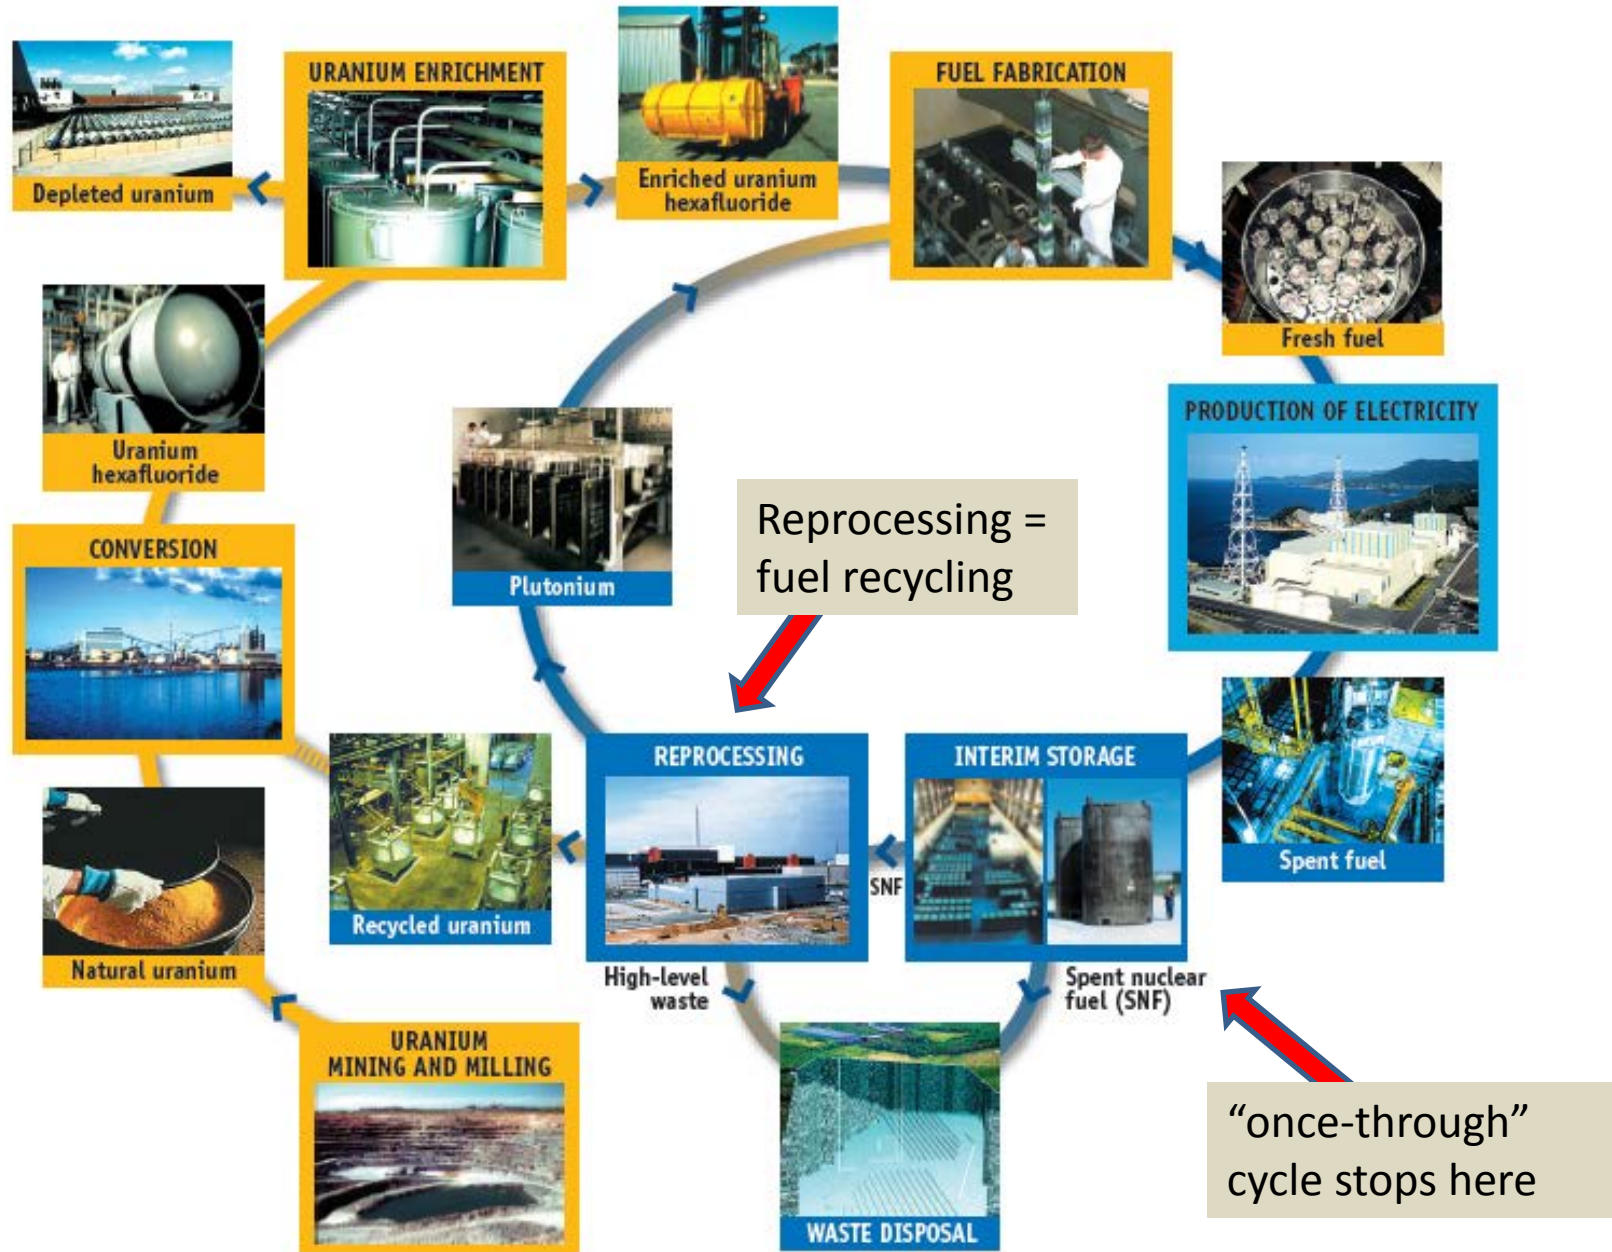 URANIUM ENRICHMENT
FUEL FABRICATION
Depleted uranium
Enriched uranium
hexafluoride
Fresh fuel
Uranium
hexafluoride
PRODUCTION OF ELECTRICITY
Plutonium
Reprocessing =
fuel recycling
CONVERSION
REPROCESSING
INTERIM STORAGE
SNF
Spent fuel
Recycled uranium
Natural uranium
High-level
waste
Spent nuclear
fuel (SNF)
URANIUM
MINING AND MILLING
“once-through”
cycle stops here
WASTE DISPOSAL